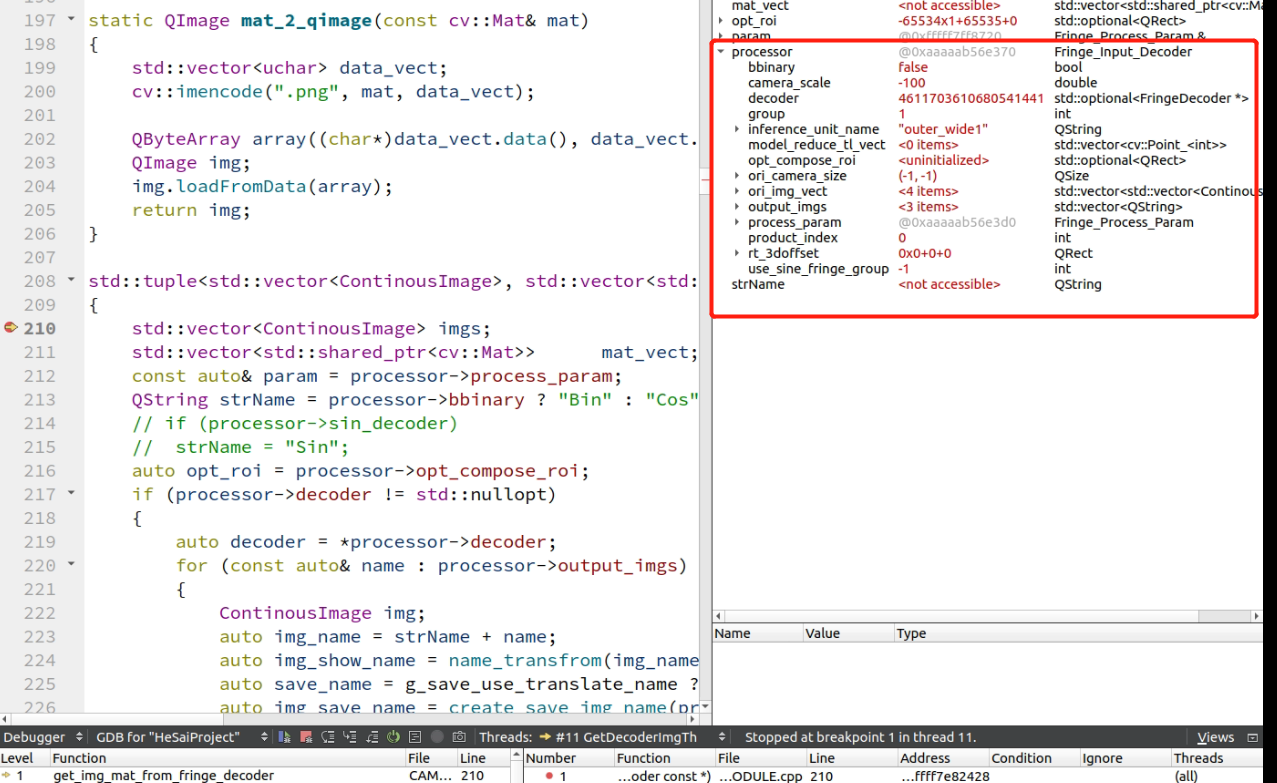 196
197 static QImage mat_2_qimage(const cv::Mat& mat)
198 {
199 std::vector<uchar> data_vect;
200 cv::imencode(".png", mat, data_vect);
201
202 QByteArray array((char*)data_vect.data(), data_vect.
203 QImage img;
204 img.loadFromData(array);
205 return img;
206 }
207
208 std::tuple<std::vector<ContinousImage>, std::vector<std:
209 {
210 std::vector<ContinousImage> imgs;
211 std::vector<std::shared_ptr<cv::Mat>> mat_vect;
212 const auto& param = processor->process_param;
213 QString strName = processor->bbinary ? "Bin" : "Cos"
214 // if (processor->sin_decoder)
215 // strName = "Sin";
216 auto opt_roi = processor->opt_compose_roi;
217 if (processor->decoder != std::nullopt)
218 {
219 auto decoder = *processor->decoder;
220 for (const auto& name : processor->output_imgs)
221 {
222 ContinousImage img;
223 auto img_name = strName + name;
224 auto img_show_name = name_transfrom(img_name
225 auto save_name = g_save_use_translate_name ?
226 auto img_save_name = create_save_img_name(pr
mat_vect <not accessible> std::vector<std::shared_ptr<cv::Ma
opt_roi -65534x1+65535+0 std::optional<QRect>
param @0xfffff7ff8720 Fringe_Process_Param &
processor @0xaaaaab56e370 Fringe_Input_Decoder
bbinary false bool
camera_scale -100 double
decoder 4611703610680541441 std::optional<FringeDecoder *>
group 1 int
inference_unit_name "outer_wide1" QString
model_reduce_tl_vect <0 items> std::vector<cv::Point_<int>>
opt_compose_roi <uninitialized> std::optional<QRect>
ori_camera_size (-1, -1) QSize
ori_img_vect <4 items> std::vector<std::vector<Continous
output_imgs <3 items> std::vector<QString>
process_param @0xaaaaab56e3d0 Fringe_Process_Param
product_index 0 int
rt_3doffset 0x0+0+0 QRect
use_sine_fringe_group -1 int
strName <not accessible> QString
Name Value Type
Debugger GDB for "HeSaiProject" Threads: #11 GetDecoderImgTh Stopped at breakpoint 1 in thread 11. Views
Level Function File Line Number Function File Line Address Condition Ignore Threads
1 get_img_mat_from_fringe_decoder CAM... 210 1 ...oder const *) ...ODULE.cpp 210 ...ffff7e82428 (all)